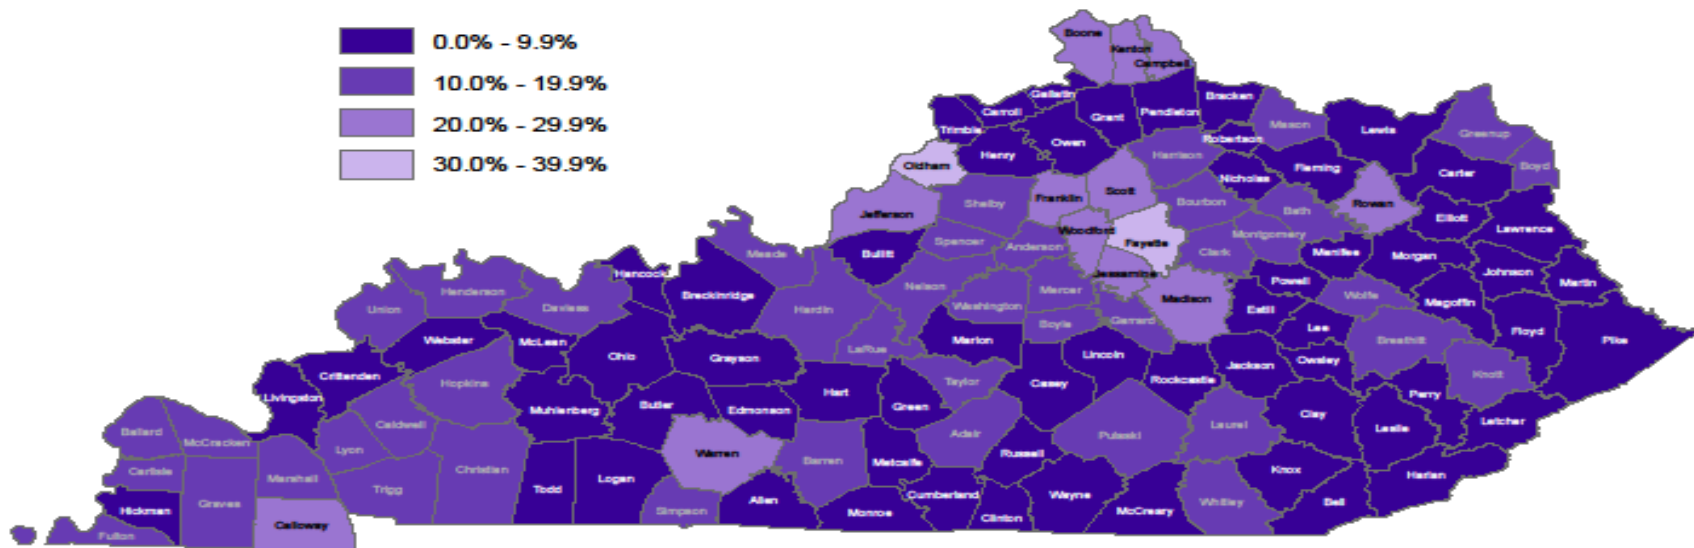 0.0% - 9.9%
10.0% - 19.9%
20.0% - 29.9%
30.0% - 39.9%
Boone
Kenton
Campbell
Gallatin
Carroll
Trimble
Grant
Pendleton
Bracken
Mason
Lewis
Greenup
Boyd
Owen
Henry
Oldham
Harrison
Robertson
Nicholas
Fleming
Carter
Rowan
Elliott
Lawrence
Jefferson
Shelby
Franklin
Scott
Bourbon
Bath
Montgomery
Woodford
Fayette
Clark
Menifee
Morgan
Johnson
Martin
Spencer
Anderson
Bullitt
Meade
Hancock
Breckinridge
Hardin
Nelson
Washington
Mercer
Jessamine
Madison
Powell
Wolfe
Magoffin
Floyd
Pike
Estill
Lee
Breathitt
Knott
Owsley
Boyle
Garrard
Marion
LaRue
Henderson
Union
Daviess
Webster
McLean
Ohio
Grayson
Hart
Green
Taylor
Casey
Lincoln
Rockcastle
Jackson
Perry
Letcher
Leslie
Clay
Laurel
Pulaski
Adair
Russell
Metcalfe
Barren
Edmonson
Warren
Butler
Muhlenberg
Hopkins
Crittenden
Livingston
Caldwell
Lyon
Ballard
McCracken
Carlisle
Marshall
Graves
Hickman
Fulton
Calloway
Trigg
Christian
Todd
Logan
Simpson
Allen
Monroe
Cumberland
Clinton
Wayne
McCreary
Whitley
Knox
Bell
Harlan